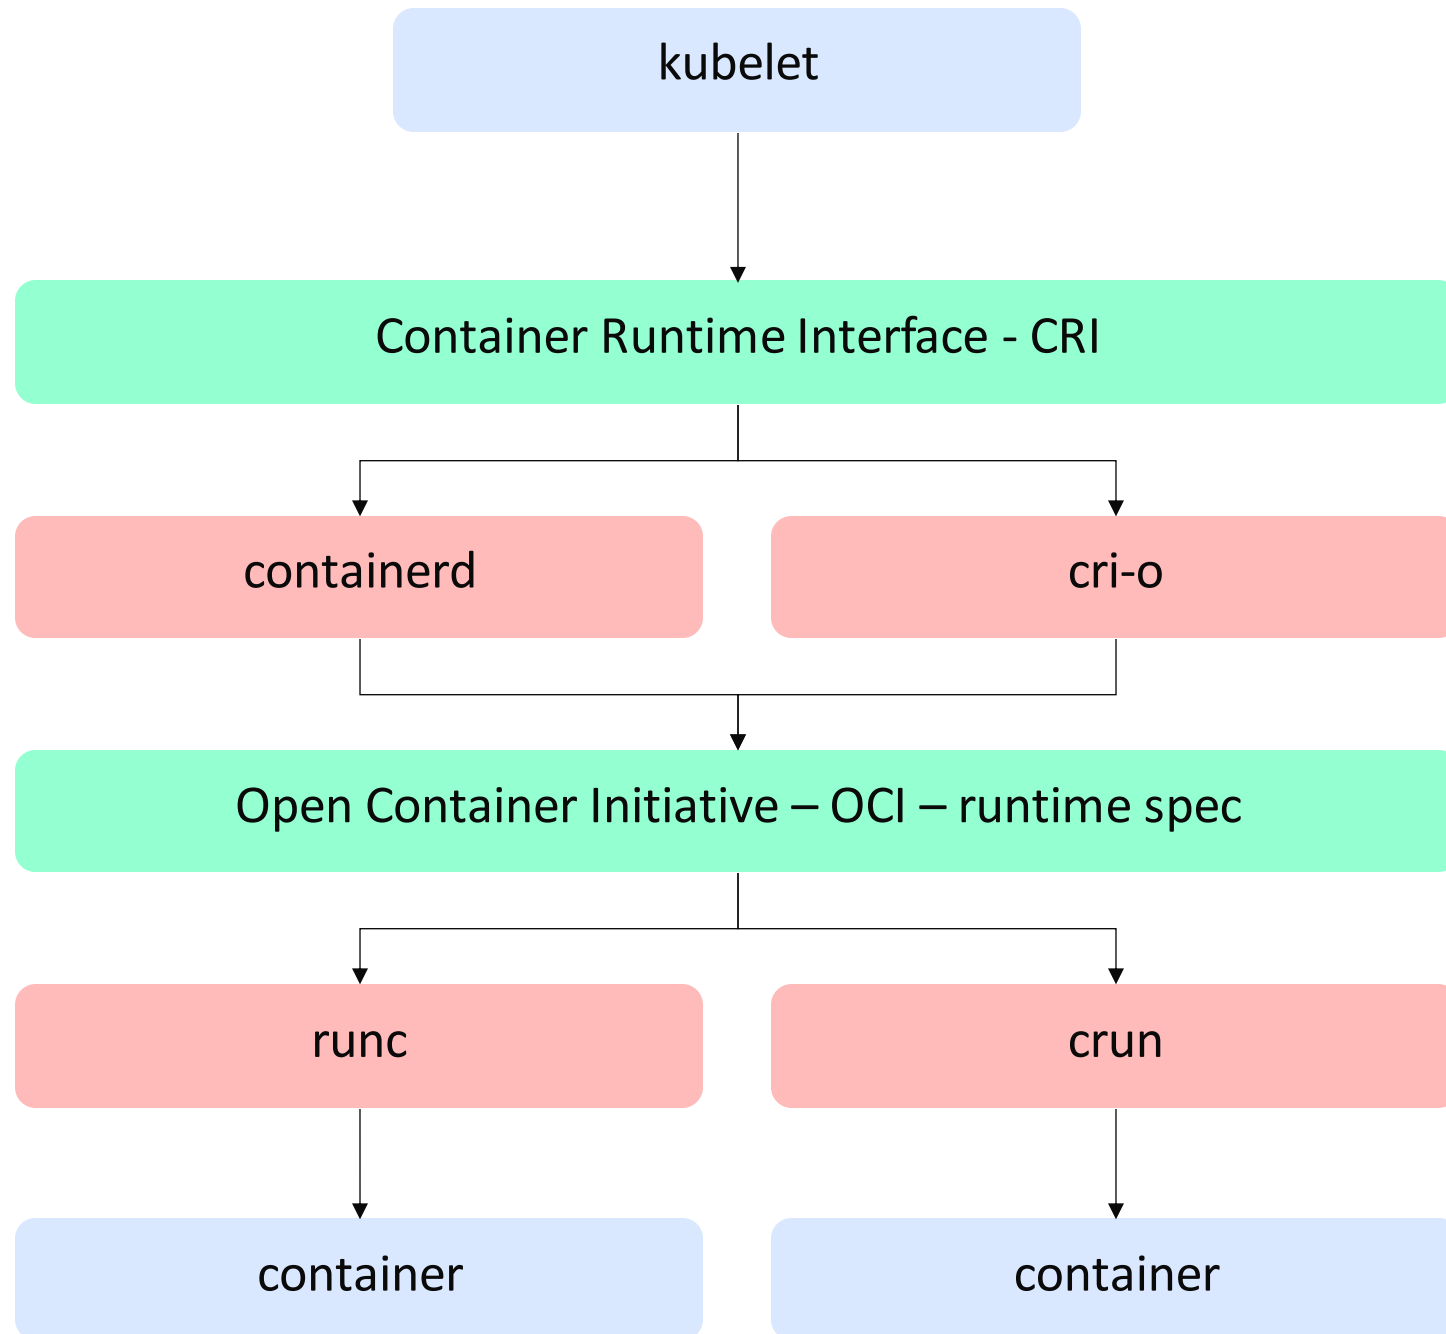 kubelet
Container Runtime Interface - CRI
containerd
cri-o
Open Container Initiative – OCI – runtime spec
runc
crun
container
container